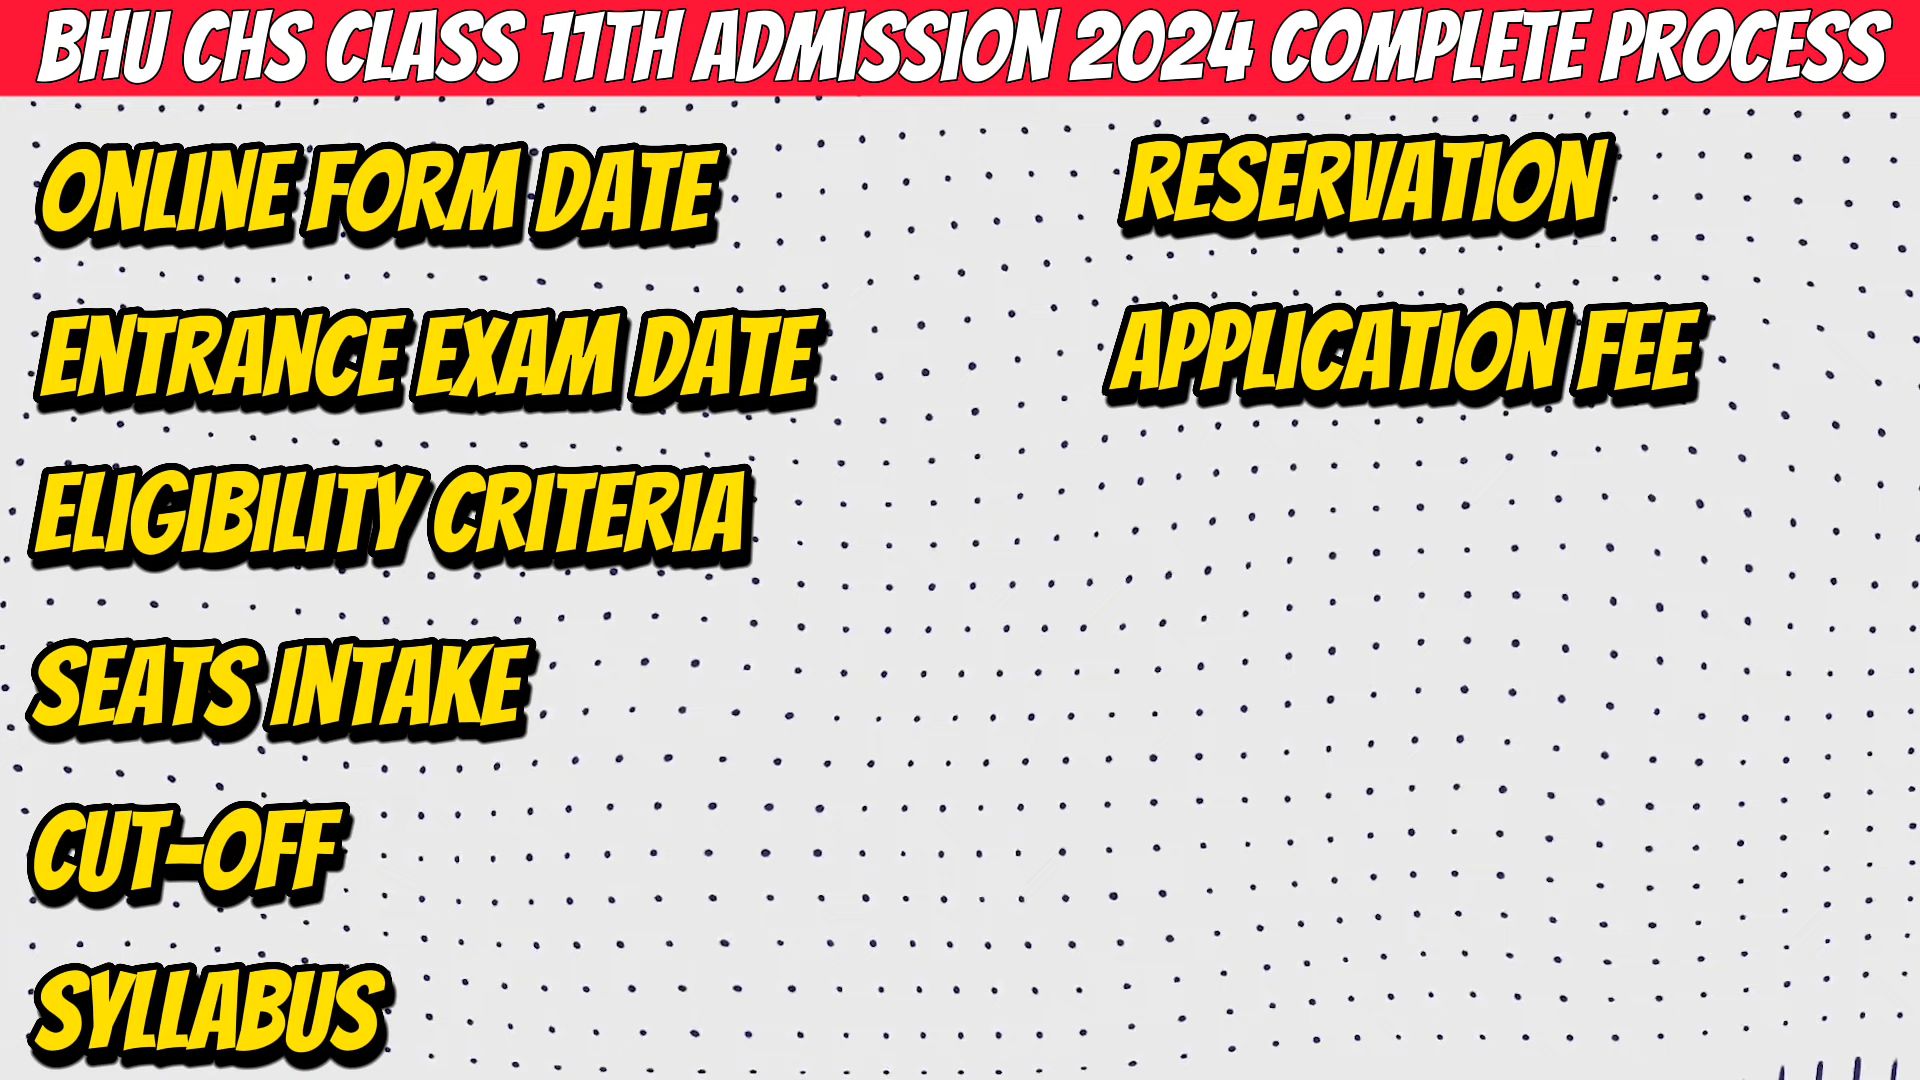 BHU CHS CLASS 11TH ADMISSION 2024 COMPLETE PROCESS
ONLINE FORM DATE
ENTRANCE EXAM DATE
ELIGIBILITY CRITERIA
SEATS INTAKE
CUT-OFF
SYLLABUS
RESERVATION
APPLICATION FEE